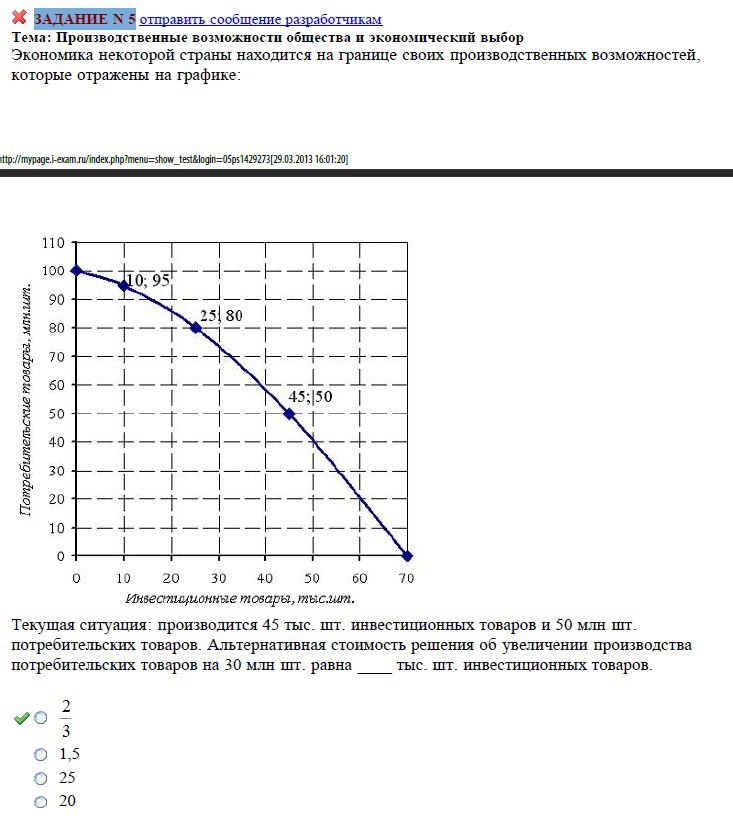 ЗАДАНИЕ N 5 отправить сообщение разработчикам
Тема: Производственные возможности общества и экономический выбор
Экономика некоторой страны находится на границе своих производственных возможностей,
которые отражены на графике:
http://mypage.i-exam.ru/index.php?menu=show_test&login=05ps1429273[29.03.2013 16:01:20]
Потребительские товары, млн.шт.
110
100
90
80
70
60
50
40
30
20
10
0
10; 95
25; 80
45; 50
0 10 20 30 40 50 60 70
Инвестиционные товары, тыс.шт.
Текущая ситуация: производится 45 тыс. шт. инвестиционных товаров и 50 млн шт.
потребительских товаров. Альтернативная стоимость решения об увеличении производства
потребительских товаров на 30 млн шт. равна ____ тыс. шт. инвестиционных товаров.
2
3
1,5
25
20